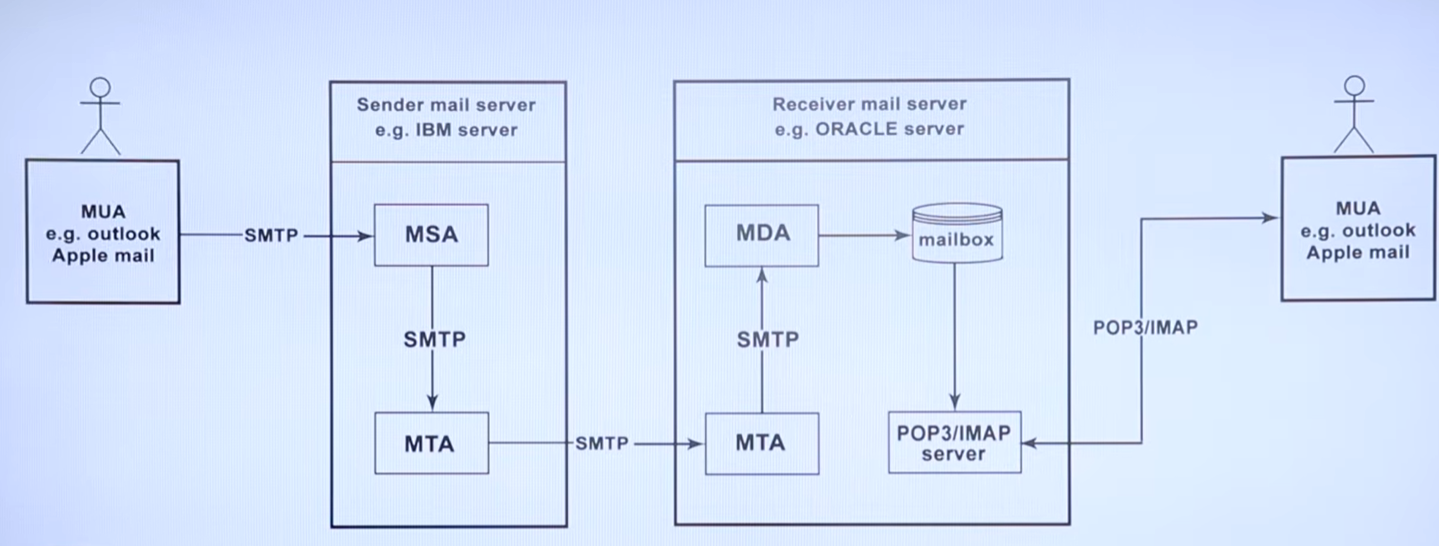 Sender mail server
e.g. IBM server
Receiver mail server
e.g. ORACLE server
MUA
e.g. outlook
Apple mail
SMTP
MSA
MDA
mailbox
MUA
e.g. outlook
Apple mail
SMTP
SMTP
POP3/IMAP
MTA
SMTP
MTA
POP3/IMAP
server